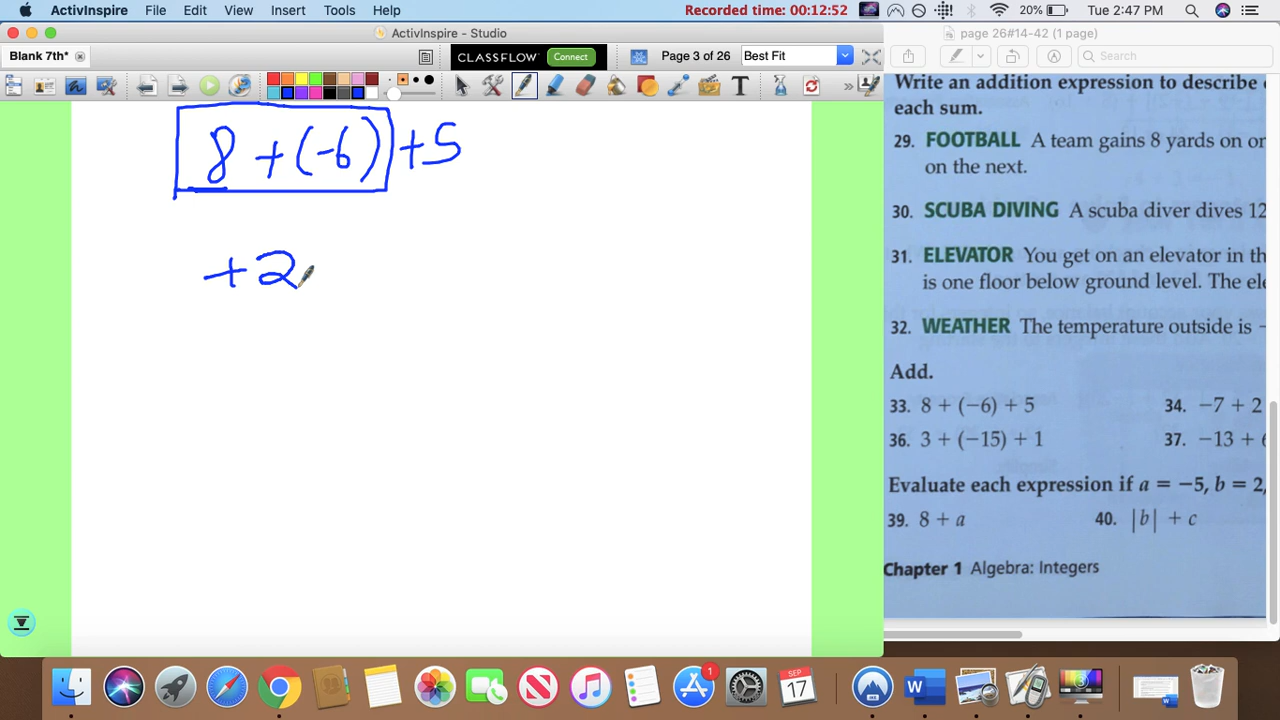 ActivInspire File Edit View Insert Tools Help Recorded time: 00:12:52 20% Tue 2:47 PM
ActivInspire - Studio
page 26#14-42 (1 page)
Blank 7th* CLASSFLOW Connect Page 3 of 26 Best Fit Search
8 + (-6) + 5
+2
Write an addition expression to describe
each sum.
29. FOOTBALL A team gains 8 yards on
on the next.
30. SCUBA DIVING A scuba diver dives 12
31. ELEVATOR You get on an elevator in
is one floor below ground level. The
32. WEATHER The temperature outside is
Add.
33. 8 + (−6) + 5 34. −7 + 2
36. 3 + (−15) + 1 37. −13 +
Evaluate each expression if a = −5, b = 2,
39. 8 + a 40. |b| + c
Chapter 1 Algebra: Integers
1
SEP
17